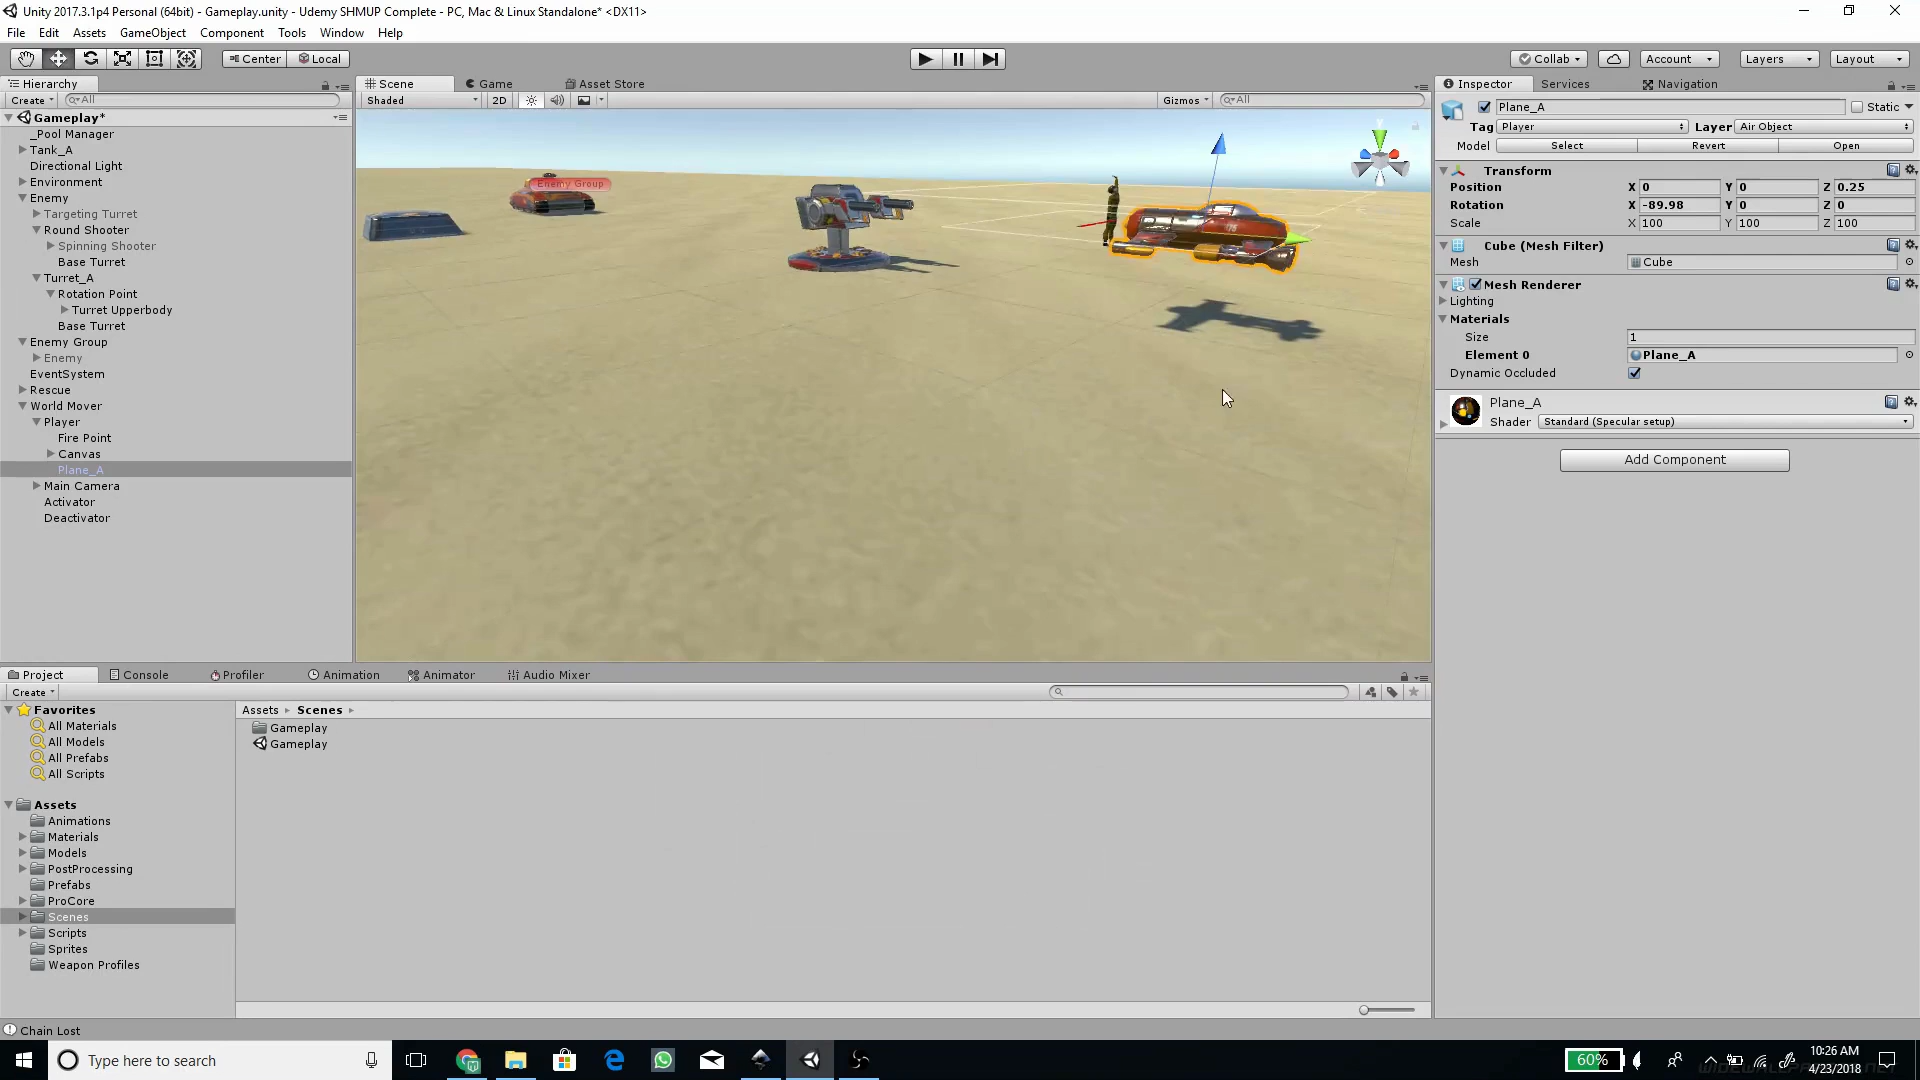 Unity 2017.3.1p4 Personal (64bit) - Gameplay.unity - Udemy SHMUP Complete - PC, Mac & Linux Standalone* <DX11>
File Edit Assets GameObject Component Tools Window Help
Center Local Collab Account Layers Layout
Hierarchy
Create All
Gameplay*
_Pool Manager
Tank_A
Directional Light
Environment
Enemy
Targeting Turret
Round Shooter
Spinning Shooter
Base Turret
Turret_A
Rotation Point
Turret Upperbody
Base Turret
Enemy Group
Enemy
EventSystem
Rescue
World Mover
Player
Fire Point
Canvas
Plane_A
Main Camera
Activator
Deactivator
Scene Game Asset Store
Shaded 2D Gizmos All
Enemy Group
Inspector Services Navigation
Plane_A Static
Tag Player Layer Air Object
Model Select Revert Open
Transform
Position X 0 Y 0 Z 0.25
Rotation X -89.98 Y 0 Z 0
Scale X 100 Y 100 Z 100
Cube (Mesh Filter)
Mesh Cube
Mesh Renderer
Lighting
Materials
Size 1
Element 0 Plane_A
Dynamic Occluded
Plane_A
Shader Standard (Specular setup)
Add Component
Project Console Profiler Animation Animator Audio Mixer
Create
Favorites
All Materials
All Models
All Prefabs
All Scripts
Assets
Animations
Materials
Models
PostProcessing
Prefabs
ProCore
Scenes
Scripts
Sprites
Weapon Profiles
Assets Scenes
Gameplay
Gameplay
Chain Lost
Type here to search
60%
10:26 AM
4/23/2018